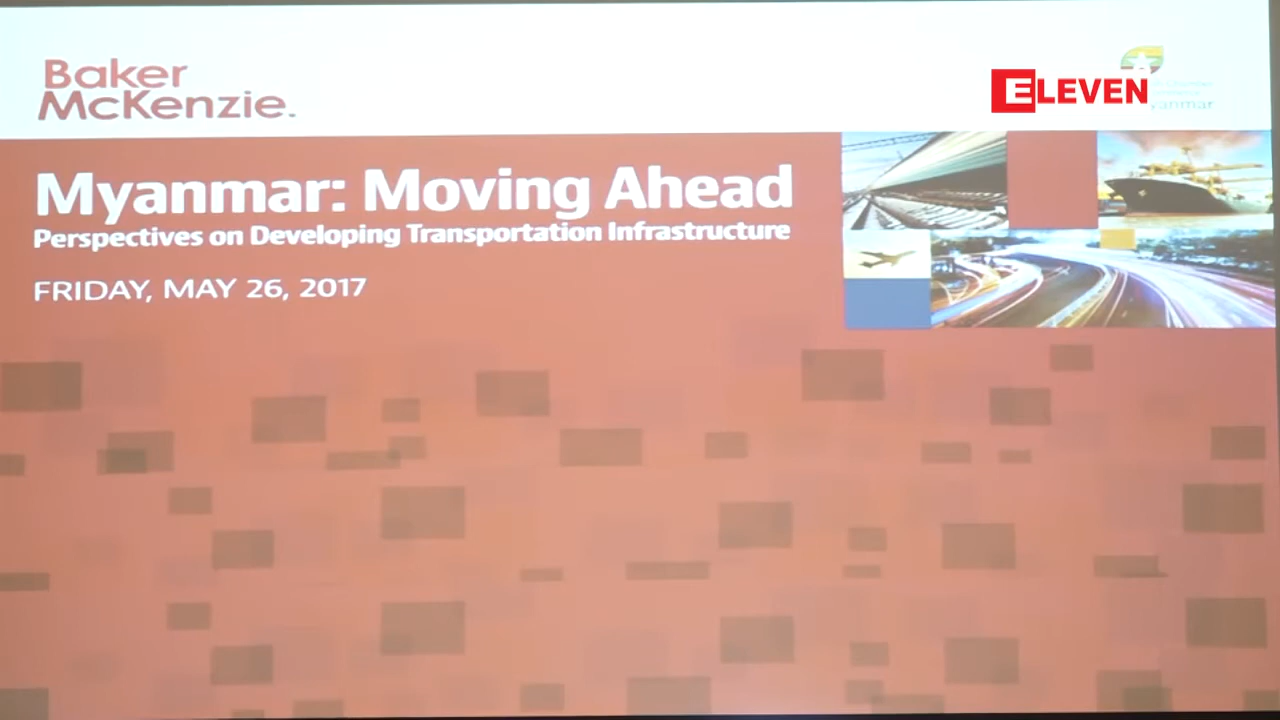 Baker
McKenzie.
ELEVEN
Myanmar: Moving Ahead
Perspectives on Developing Transportation Infrastructure
FRIDAY, MAY 26, 2017